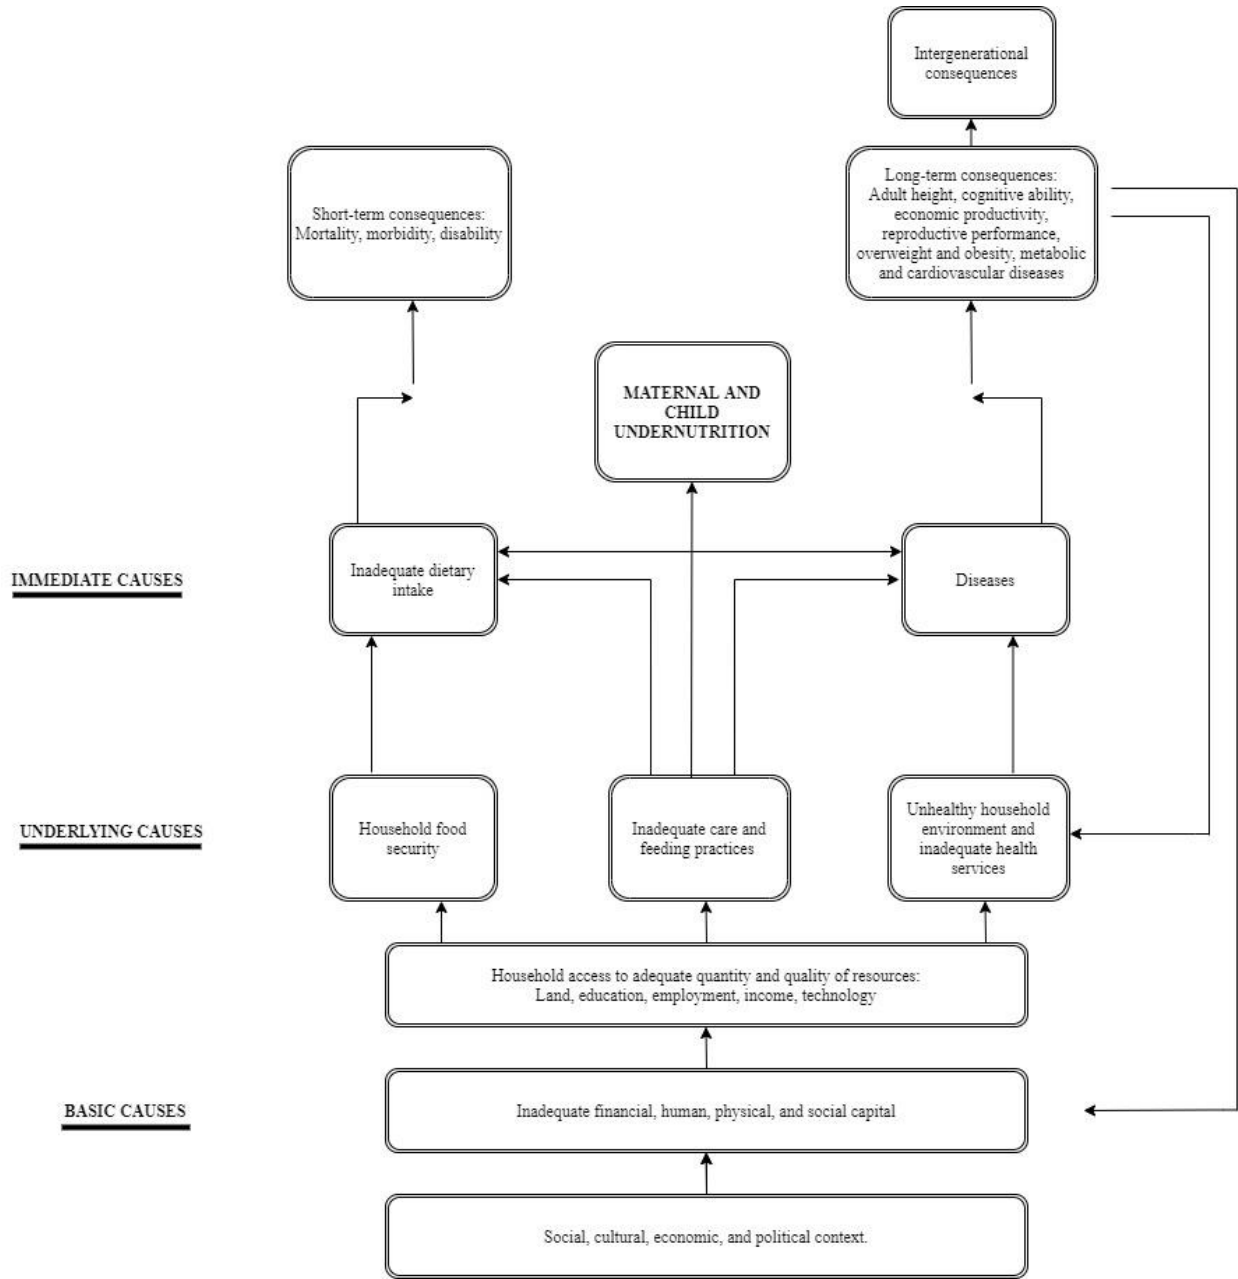 Intergenerational
consequences
Short-term consequences:
Mortality, morbidity, disability
Long-term consequences:
Adult height, cognitive ability,
economic productivity,
reproductive performance,
overweight and obesity, metabolic
and cardiovascular diseases
MATERNAL AND
CHILD
UNDERNUTRITION
IMMEDIATE CAUSES
Inadequate dietary
intake
Diseases
UNDERLYING CAUSES
Household food
security
Inadequate care and
feeding practices
Unhealthy household
environment and
inadequate health
services
Household access to adequate quantity and quality of resources:
Land, education, employment, income, technology
BASIC CAUSES
Inadequate financial, human, physical, and social capital
Social, cultural, economic, and political context.